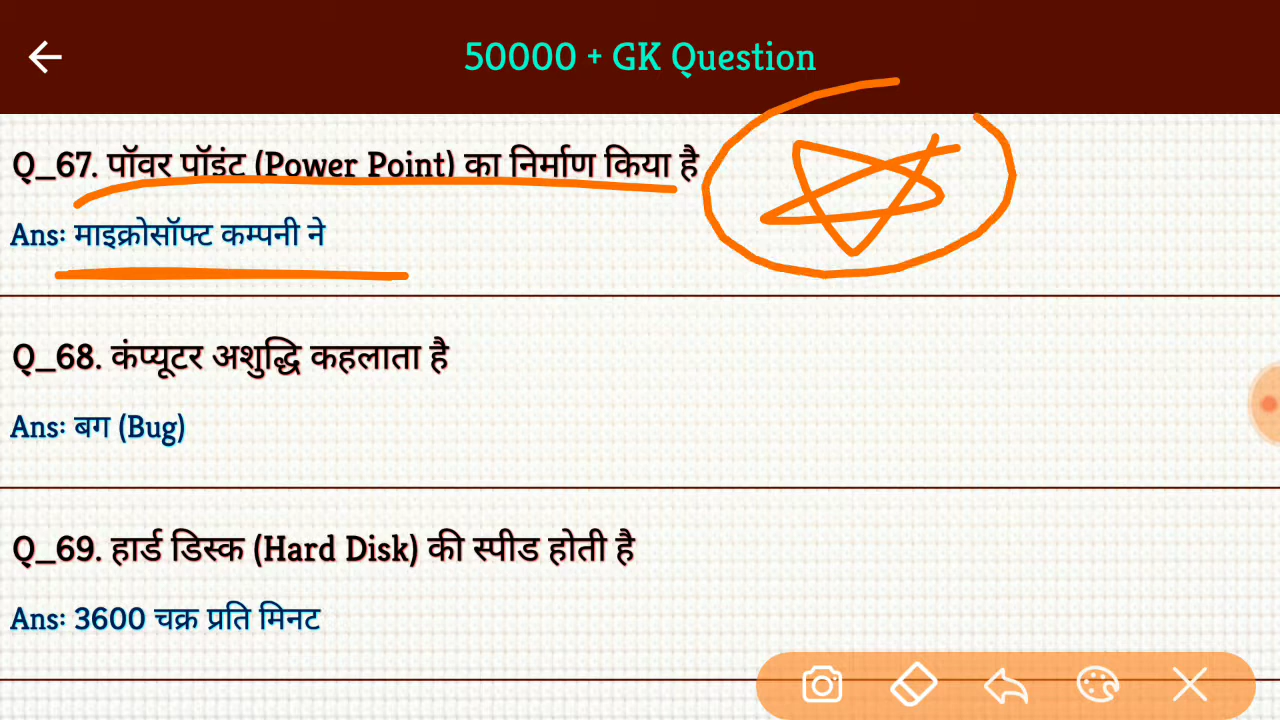 50000 + GK Question
Q_67. पॉवर पॉइंट (Power Point) का निर्माण किया है
Ans: माइक्रोसॉफ्ट कम्पनी ने
Q_68. कंप्यूटर अशुद्धि कहलाता है
Ans: बग (Bug)
Q_69. हार्ड डिस्क (Hard Disk) की स्पीड होती है
Ans: 3600 चक्र प्रति मिनट